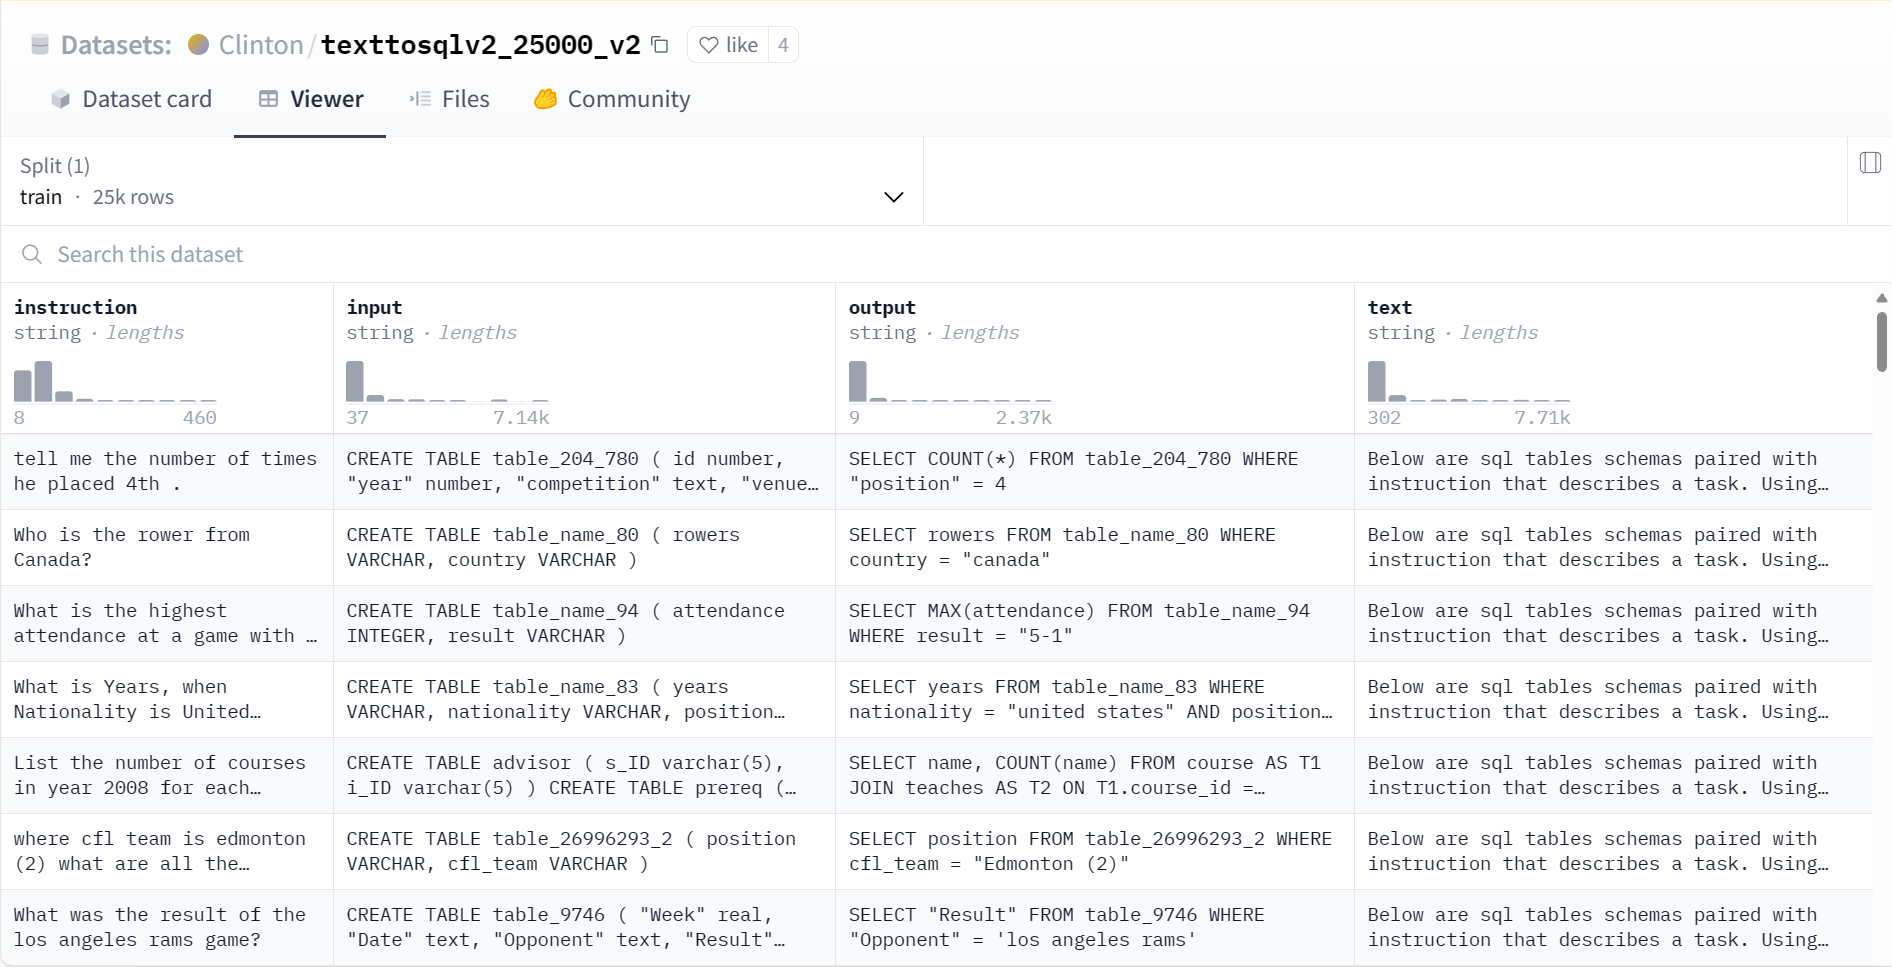 Datasets: Clinton/texttosqlv2_25000_v2 like 4
Dataset card Viewer Files Community
Split (1)
train · 25k rows
Search this dataset
instruction input output text
string · lengths string · lengths string · lengths string · lengths
8 460 37 7.14k 9 2.37k 302 7.71k
tell me the number of times CREATE TABLE table_204_780 ( id number, SELECT COUNT(*) FROM table_204_780 WHERE Below are sql tables schemas paired with
he placed 4th . "year" number, "competition" text, "venue… "position" = 4 instruction that describes a task. Using…
Who is the rower from CREATE TABLE table_name_80 ( rowers SELECT rowers FROM table_name_80 WHERE Below are sql tables schemas paired with
Canada? VARCHAR, country VARCHAR ) country = "canada" instruction that describes a task. Using…
What is the highest CREATE TABLE table_name_94 ( attendance SELECT MAX(attendance) FROM table_name_94 Below are sql tables schemas paired with
attendance at a game with … INTEGER, result VARCHAR ) WHERE result = "5-1" instruction that describes a task. Using…
What is Years, when CREATE TABLE table_name_83 ( years SELECT years FROM table_name_83 WHERE Below are sql tables schemas paired with
Nationality is United… VARCHAR, nationality VARCHAR, position… nationality = "united states" AND position… instruction that describes a task. Using…
List the number of courses CREATE TABLE advisor ( s_ID varchar(5), SELECT name, COUNT(name) FROM course AS T1 Below are sql tables schemas paired with
in year 2008 for each… i_ID varchar(5) ) CREATE TABLE prereq (… JOIN teaches AS T2 ON T1.course_id =… instruction that describes a task. Using…
where cfl team is edmonton CREATE TABLE table_26996293_2 ( position SELECT position FROM table_26996293_2 WHERE Below are sql tables schemas paired with
(2) what are all the… VARCHAR, cfl_team VARCHAR ) cfl_team = "Edmonton (2)" instruction that describes a task. Using…
What was the result of the CREATE TABLE table_9746 ( "Week" real, SELECT "Result" FROM table_9746 WHERE Below are sql tables schemas paired with
los angeles rams game? "Date" text, "Opponent" text, "Result"… "Opponent" = 'los angeles rams' instruction that describes a task. Using…